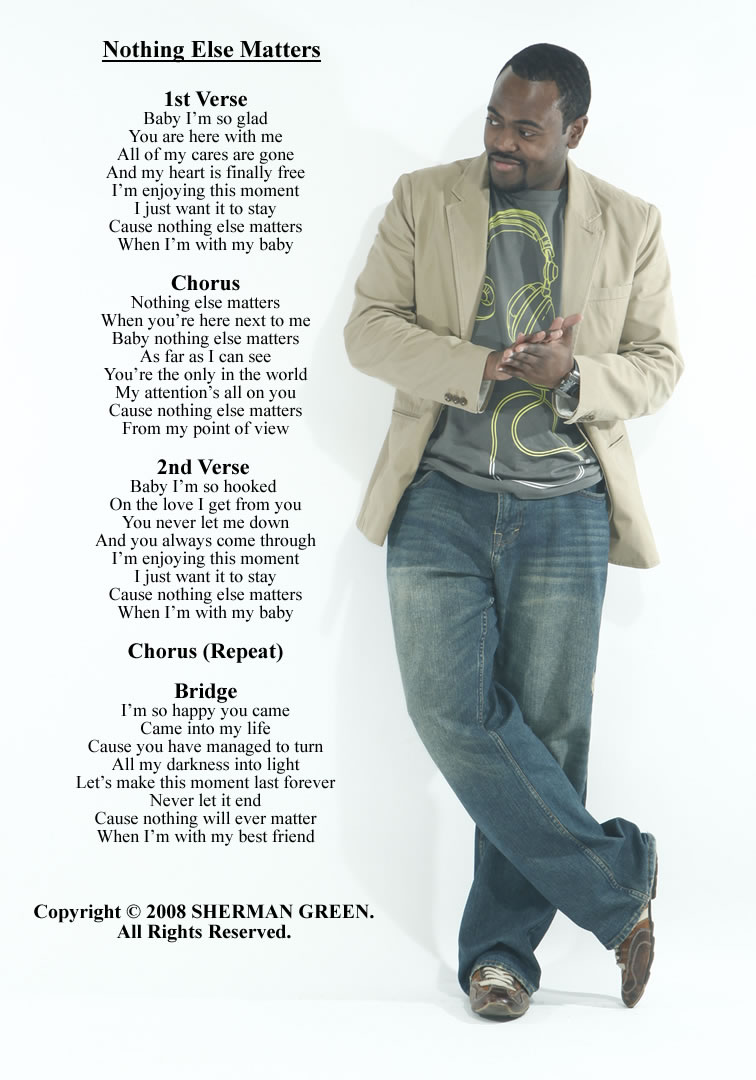 Nothing Else Matters
1st Verse
Baby I'm so glad
You are here with me
All of my cares are gone
And my heart is finally free
I'm enjoying this moment
I just want it to stay
Cause nothing else matters
When I'm with my baby
Chorus
Nothing else matters
When you're here next to me
Baby nothing else matters
As far as I can see
You're the only in the world
My attention's all on you
Cause nothing else matters
From my point of view
2nd Verse
Baby I'm so hooked
On the love I get from you
You never let me down
And you always come through
I'm enjoying this moment
I just want it to stay
Cause nothing else matters
When I'm with my baby
Chorus (Repeat)
Bridge
I'm so happy you came
Came into my life
Cause you have managed to turn
All my darkness into light
Let's make this moment last forever
Never let it end
Cause nothing will ever matter
When I'm with my best friend
Copyright © 2008 SHERMAN GREEN.
All Rights Reserved.